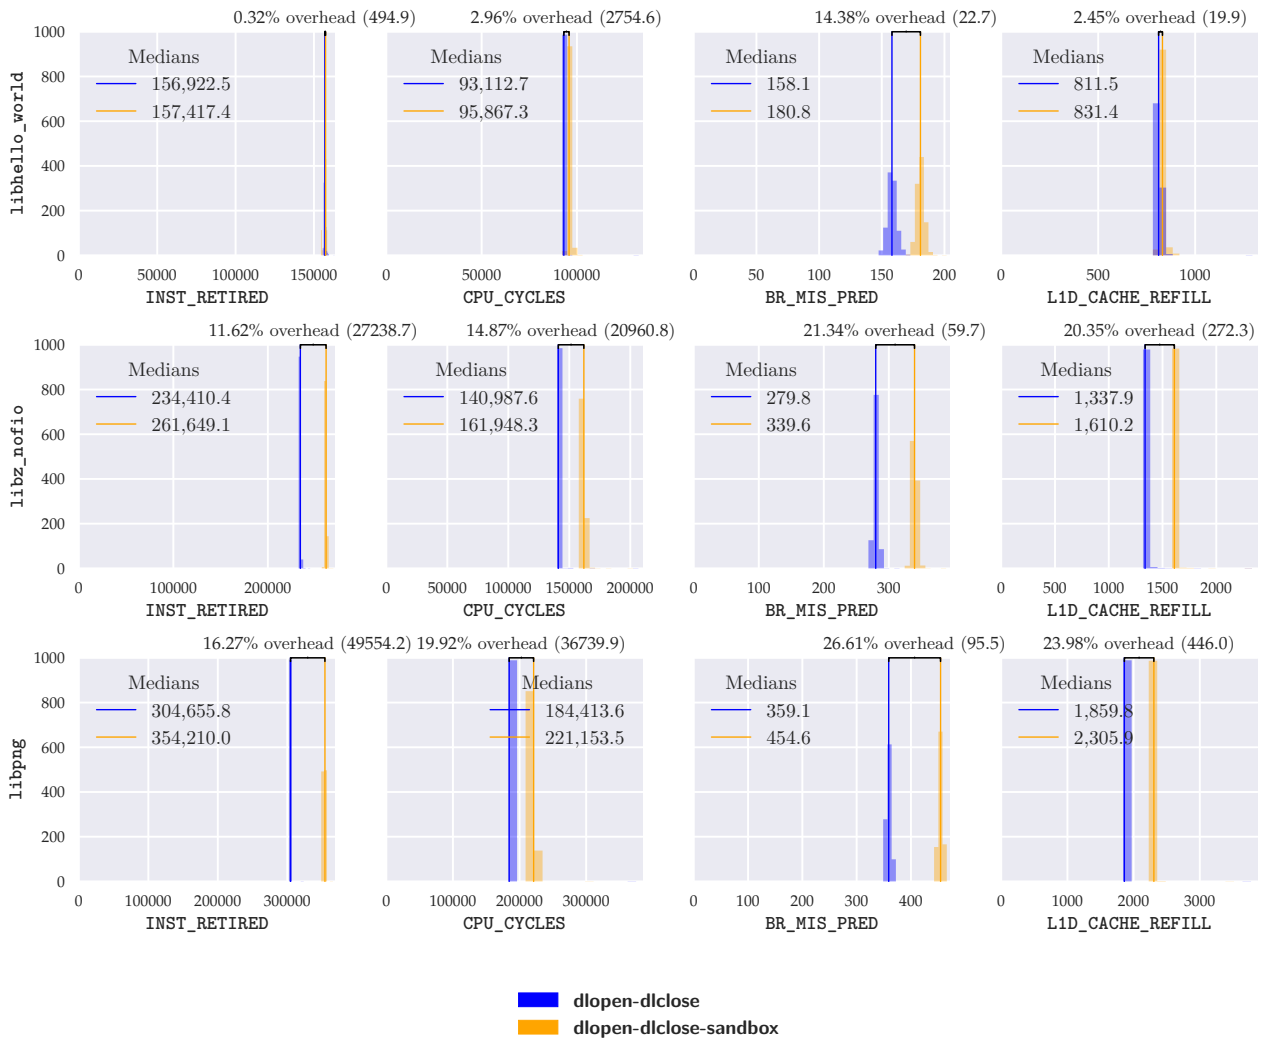 0.32% overhead (494.9) 2.96% overhead (2754.6) 14.38% overhead (22.7) 2.45% overhead (19.9)
libhello_world
1000
800
600
400
200
0
Medians
156,922.5
157,417.4
0 50000 100000 150000
INST_RETIRED
Medians
93,112.7
95,867.3
0 50000 100000
CPU_CYCLES
Medians
158.1
180.8
0 50 100 150 200
BR_MIS_PRED
Medians
811.5
831.4
0 500 1000
L1D_CACHE_REFILL
11.62% overhead (27238.7) 14.87% overhead (20960.8) 21.34% overhead (59.7) 20.35% overhead (272.3)
libz_nofio
1000
800
600
400
200
0
Medians
234,410.4
261,649.1
0 100000 200000
INST_RETIRED
Medians
140,987.6
161,948.3
0 50000 100000 150000 200000
CPU_CYCLES
Medians
279.8
339.6
0 100 200 300
BR_MIS_PRED
Medians
1,337.9
1,610.2
0 500 1000 1500 2000
L1D_CACHE_REFILL
16.27% overhead (49554.2) 19.92% overhead (36739.9) 26.61% overhead (95.5) 23.98% overhead (446.0)
libpng
1000
800
600
400
200
0
Medians
304,655.8
354,210.0
0 100000 200000 300000
INST_RETIRED
Medians
184,413.6
221,153.5
0 100000 200000 300000
CPU_CYCLES
Medians
359.1
454.6
0 100 200 300 400
BR_MIS_PRED
Medians
1,859.8
2,305.9
0 1000 2000 3000
L1D_CACHE_REFILL
dlopen-dlclose
dlopen-dlclose-sandbox